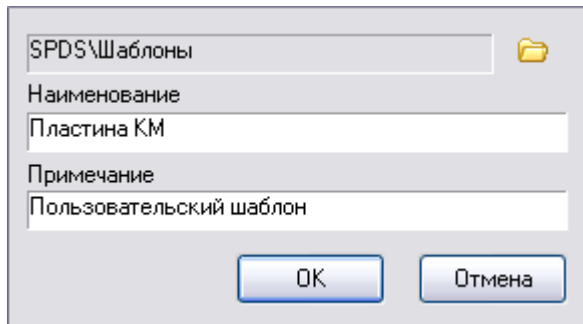 SPDS\Шаблоны
Наименование
Пластина КМ
Примечание
Пользовательский шаблон
OK
Отмена